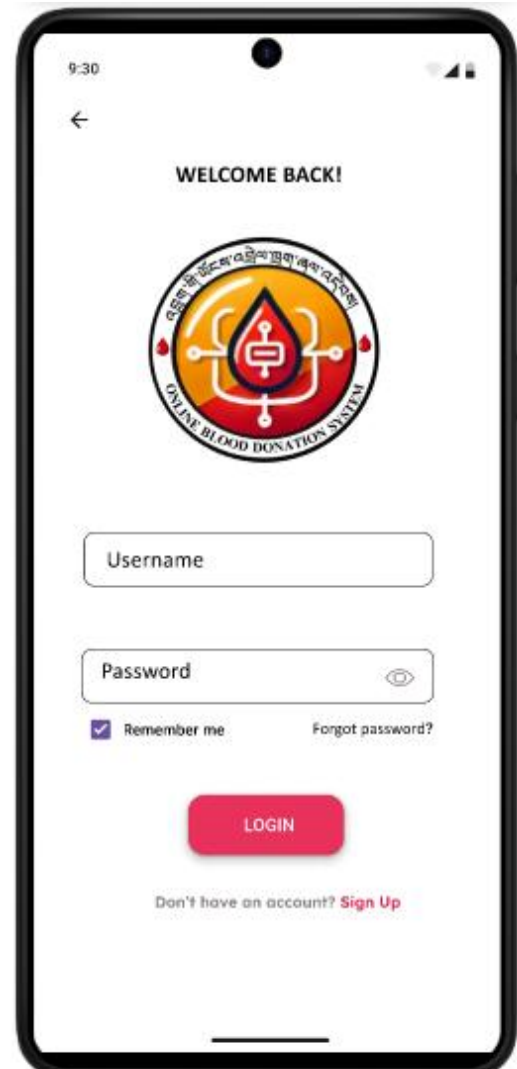 9:30
WELCOME BACK!
ONLINE BLOOD DONATION SYSTEM
Username
Password
Remember me
Forgot password?
LOGIN
Don't have an account? Sign Up